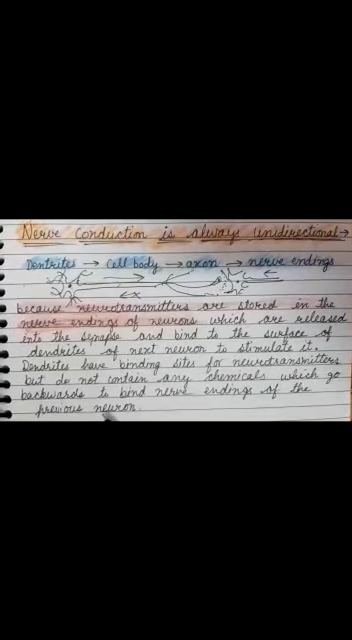 Nerve Conduction is always Unidirectional →
Dentrites → Cell body → axon → nerve endings
because neurotransmitters are stored in the
nerve endings of neurons which are released
into the synapse and bind to the surface of
dendrites of next neuron to stimulate it.
Dendrites have binding sites for neurotransmitters
but do not contain any chemicals which go
backwards to bind nerve endings of the
previous neuron.